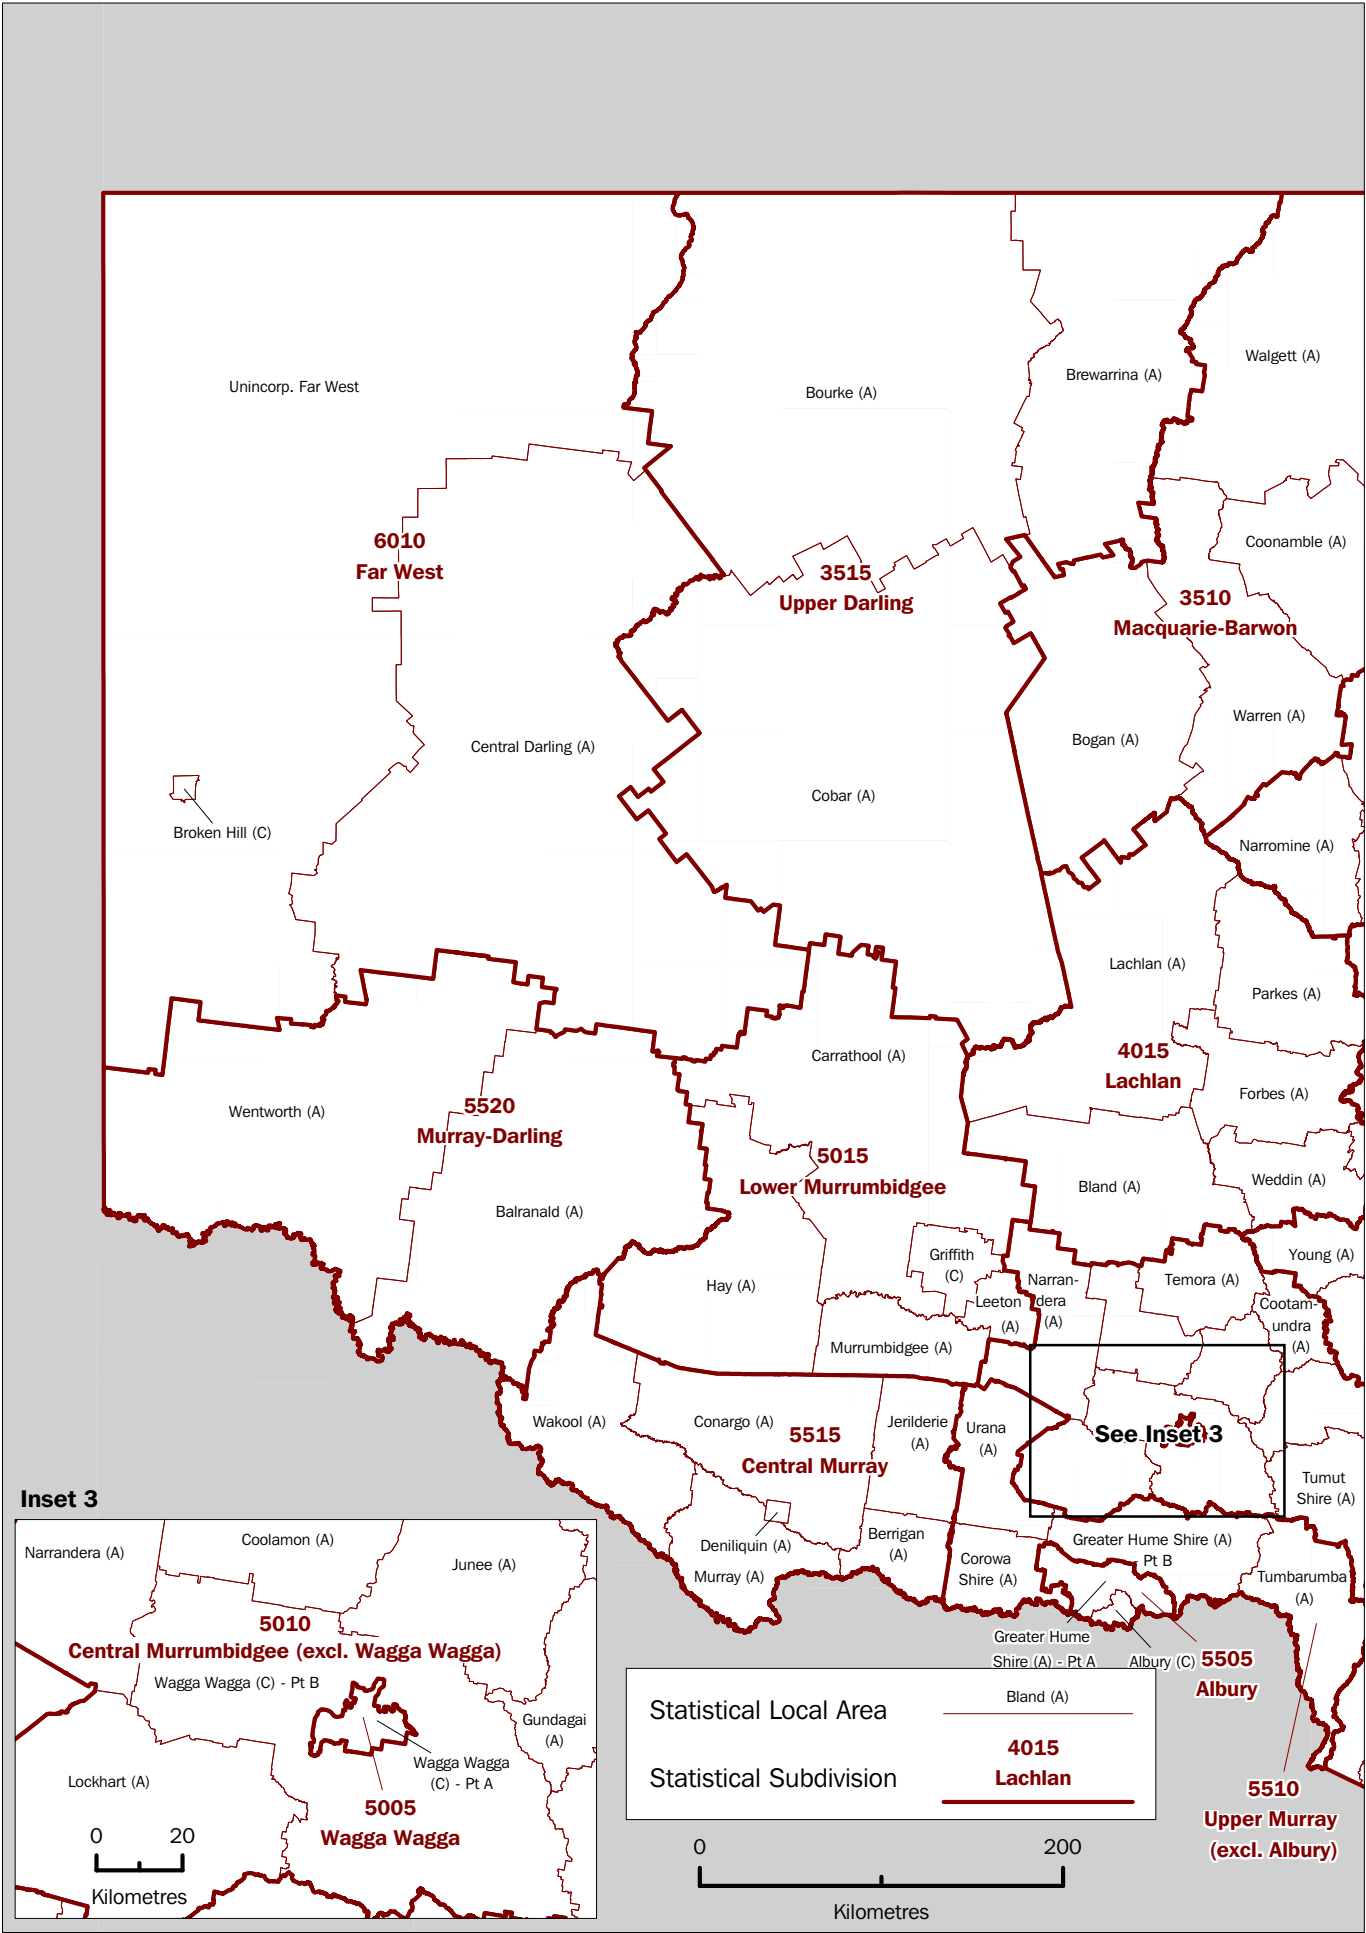 Unincorp. Far West
Bourke (A)
Brewarrina (A)
Walgett (A)
6010
Far West
3515
Upper Darling
Coonamble (A)
3510
Macquarie-Barwon
Central Darling (A)
Broken Hill (C)
Cobar (A)
Bogan (A)
Warren (A)
Narromine (A)
Lachlan (A)
Parkes (A)
Carrathool (A)
4015
Lachlan
Forbes (A)
Wentworth (A)
5520
Murray-Darling
5015
Lower Murrumbidgee
Bland (A)
Weddin (A)
Balranald (A)
Hay (A)
Griffith
(C)
Leeton
(A)
Narran-
dera
(A)
Temora (A)
Young (A)
Cootam-
undra
(A)
Murrumbidgee (A)
Wakool (A)
Conargo (A)
5515
Central Murray
Jerilderie
(A)
Urana
(A)
See Inset 3
Tumut
Shire (A)
Deniliquin (A)
Murray (A)
Berrigan
(A)
Corowa
Shire (A)
Greater Hume Shire (A)
Pt B
Tumbarumba
(A)
Greater Hume
Shire (A) - Pt A
Albury (C)
5505
Albury
5510
Upper Murray
(excl. Albury)
Inset 3
Narrandera (A)
Coolamon (A)
Junee (A)
5010
Central Murrumbidgee (excl. Wagga Wagga)
Wagga Wagga (C) - Pt B
Gundagai
(A)
Wagga Wagga
(C) - Pt A
Lockhart (A)
5005
Wagga Wagga
0 20
Kilometres
Statistical Local Area
Bland (A)
Statistical Subdivision
4015
Lachlan
0 200
Kilometres